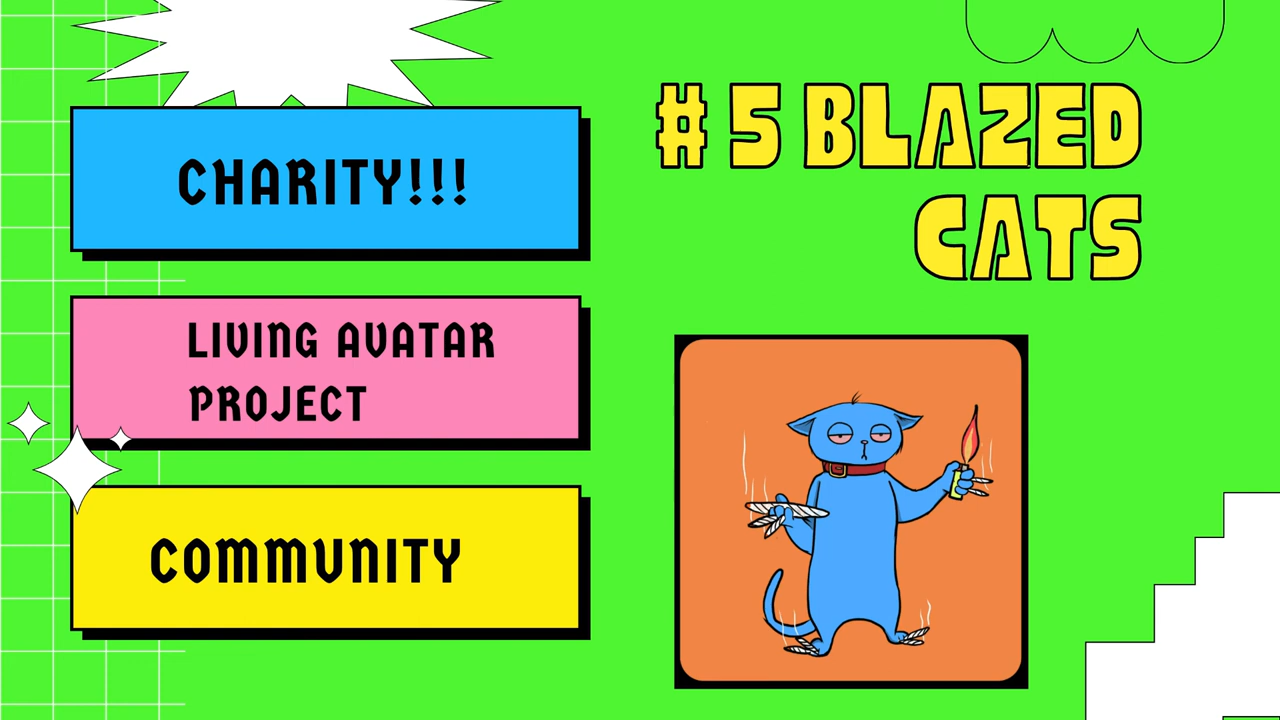 CHARITY!!!
LIVING AVATAR
PROJECT
COMMUNITY
# 5 BLAZED
CATS